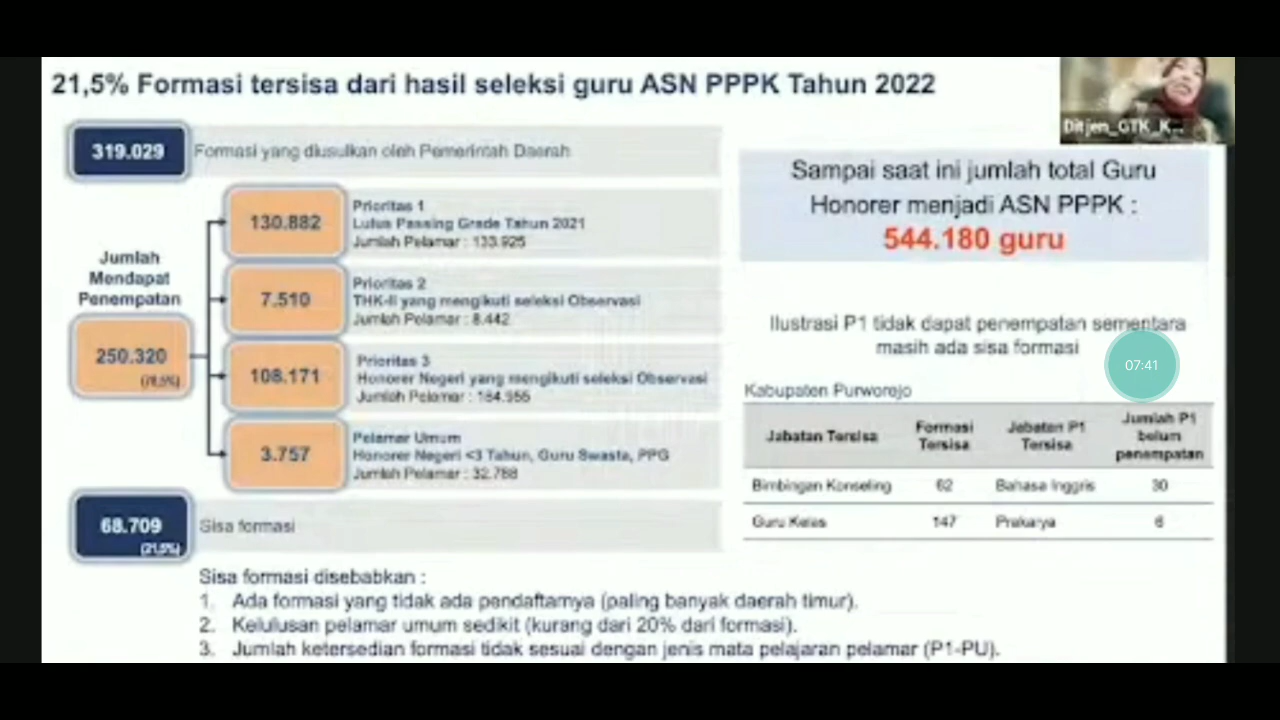 21,5% Formasi tersisa dari hasil seleksi guru ASN PPPK Tahun 2022
Ditjen_GTK_K...
319.029
Formasi yang diusulkan oleh Pemerintah Daerah
Jumlah
Mendapat
Penempatan
250.320
(78,5%)
130.882
Prioritas 1
Lulus Passing Grade Tahun 2021
Jumlah Pelamar : 133.925
7.510
Prioritas 2
THK-II yang mengikuti seleksi Observasi
Jumlah Pelamar : 8.442
108.171
Prioritas 3
Honorer Negeri yang mengikuti seleksi Observasi
Jumlah Pelamar :
3.757
Pelamar Umum
Honorer Negeri <3 Tahun, Guru Swasta, PPG
Jumlah Pelamar : 32.788
68.709
(21,5%)
Sisa formasi
Sisa formasi disebabkan :
1. Ada formasi yang tidak ada pendaftarnya (paling banyak daerah timur).
2. Kelulusan pelamar umum sedikit (kurang dari 20% dari formasi).
3. Jumlah ketersedian formasi tidak sesuai dengan jenis mata pelajaran pelamar (P1-PU).
Sampai saat ini jumlah total Guru
Honorer menjadi ASN PPPK :
544.180 guru
Ilustrasi P1 tidak dapat penempatan sementara
masih ada sisa formasi
07:41
Kabupaten Purworejo
Jabatan Tersisa Formasi Tersisa Jabatan P1 Tersisa Jumlah P1 belum penempatan
Bimbingan Konseling 62 Bahasa Inggris 30
Guru Kelas 147 Prakarya 6